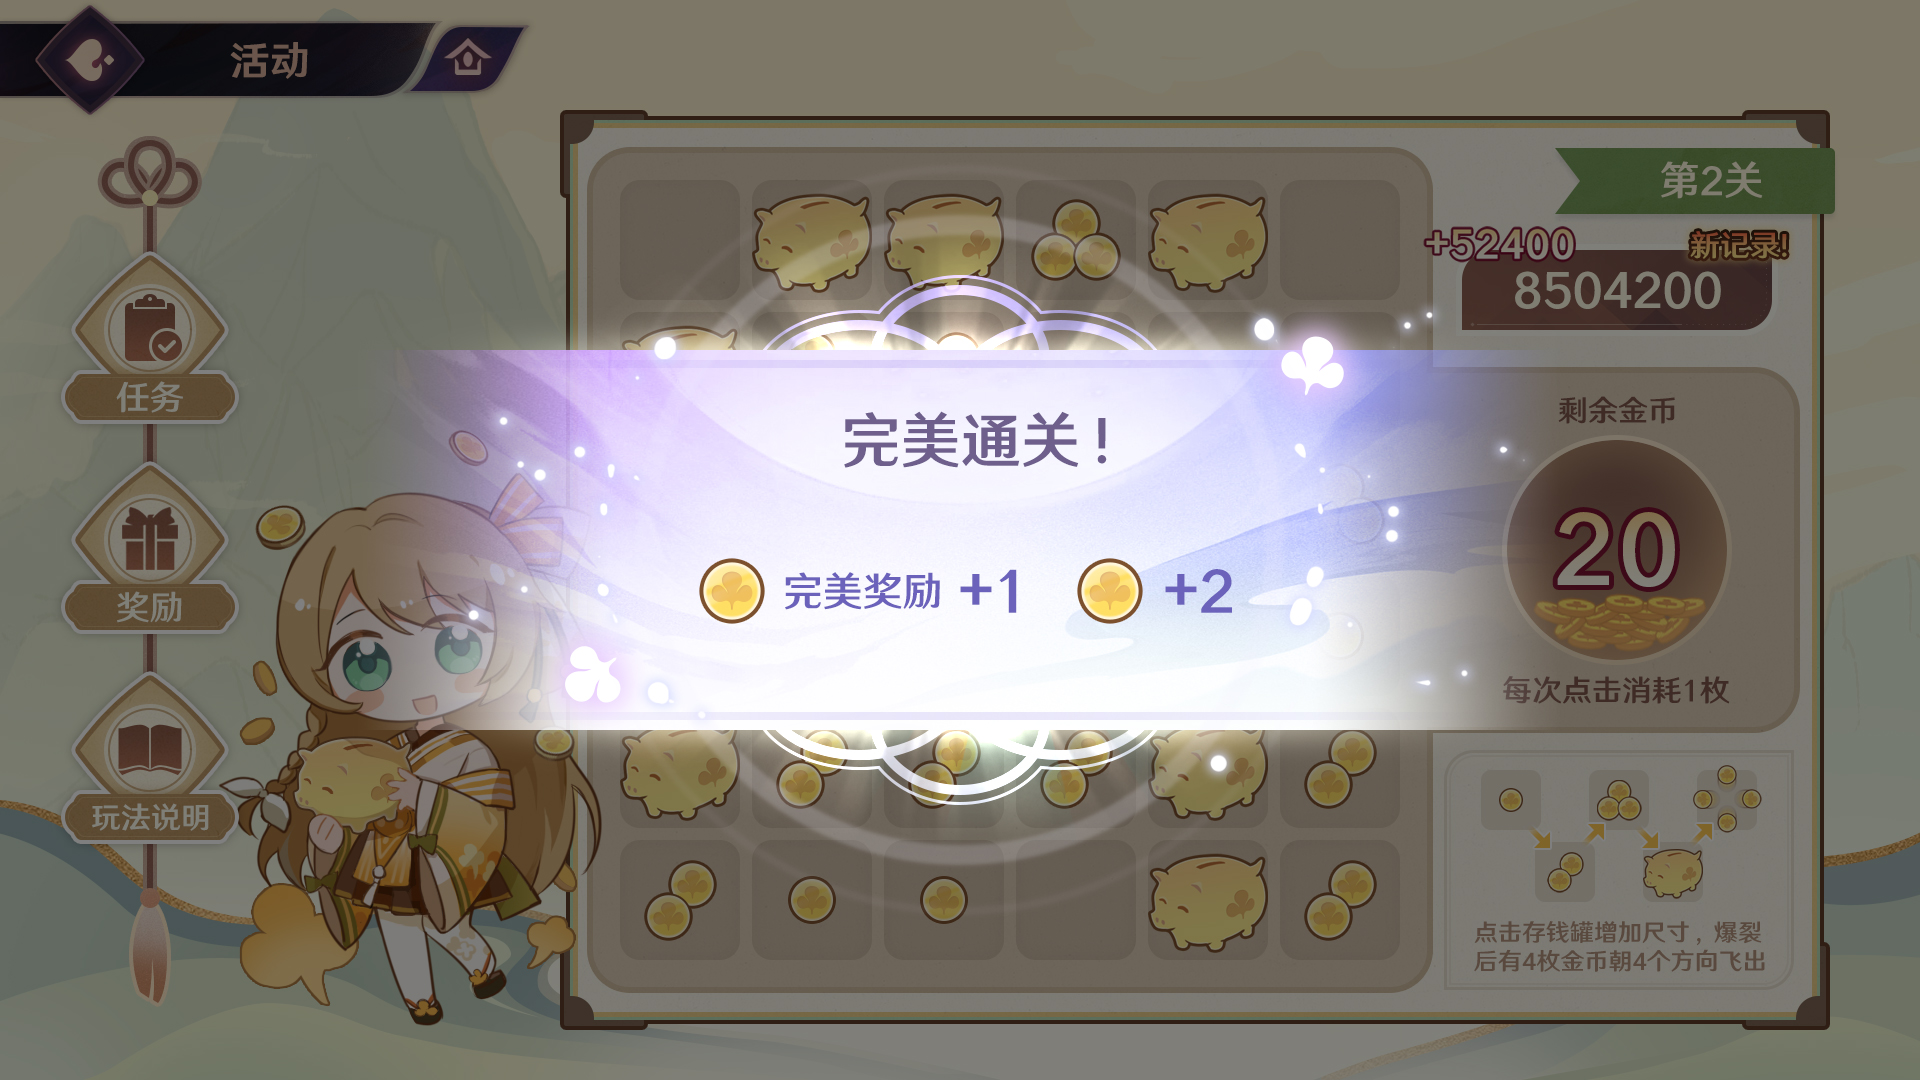 活动
第2关
+52400
新记录!
8504200
任务
奖励
玩法说明
完美通关！
完美奖励 +1
+2
剩余金币
20
每次点击消耗1枚
点击存钱罐增加尺寸，爆裂
后有4枚金币朝4个方向飞出